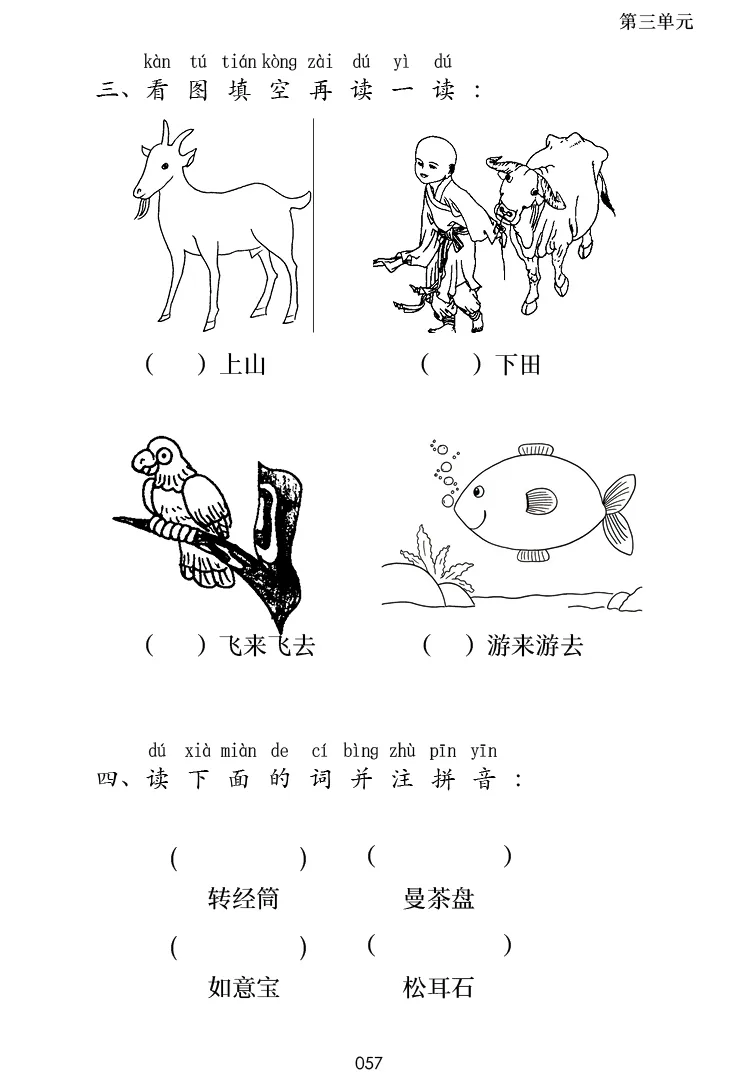 第三单元
kàn tú tián kòng zài dú yì dú
三、看图填空再读一读：
（ ）上山 （ ）下田
（ ）飞来飞去 （ ）游来游去
dú xià miàn de cí bìng zhù pīn yīn
四、读下面的词并注拼音：
( ) ( )
转经筒 曼茶盘
( ) ( )
如意宝 松耳石
057